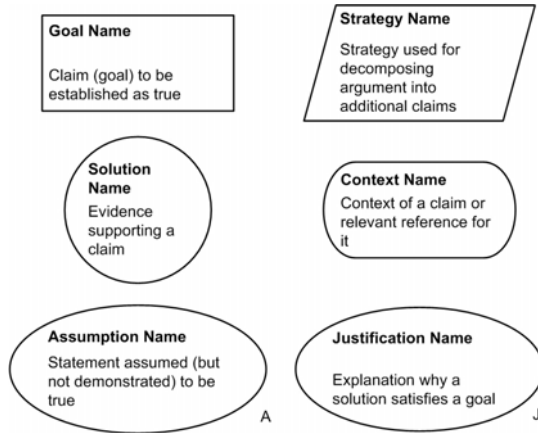 Goal Name
Claim (goal) to be
established as true
Strategy Name
Strategy used for
decomposing
argument into
additional claims
Solution
Name
Evidence
supporting a
claim
Context Name
Context of a claim or
relevant reference for
it
Assumption Name
Statement assumed (but
not demonstrated) to be
true
A
Justification Name
Explanation why a
solution satisfies a goal
J